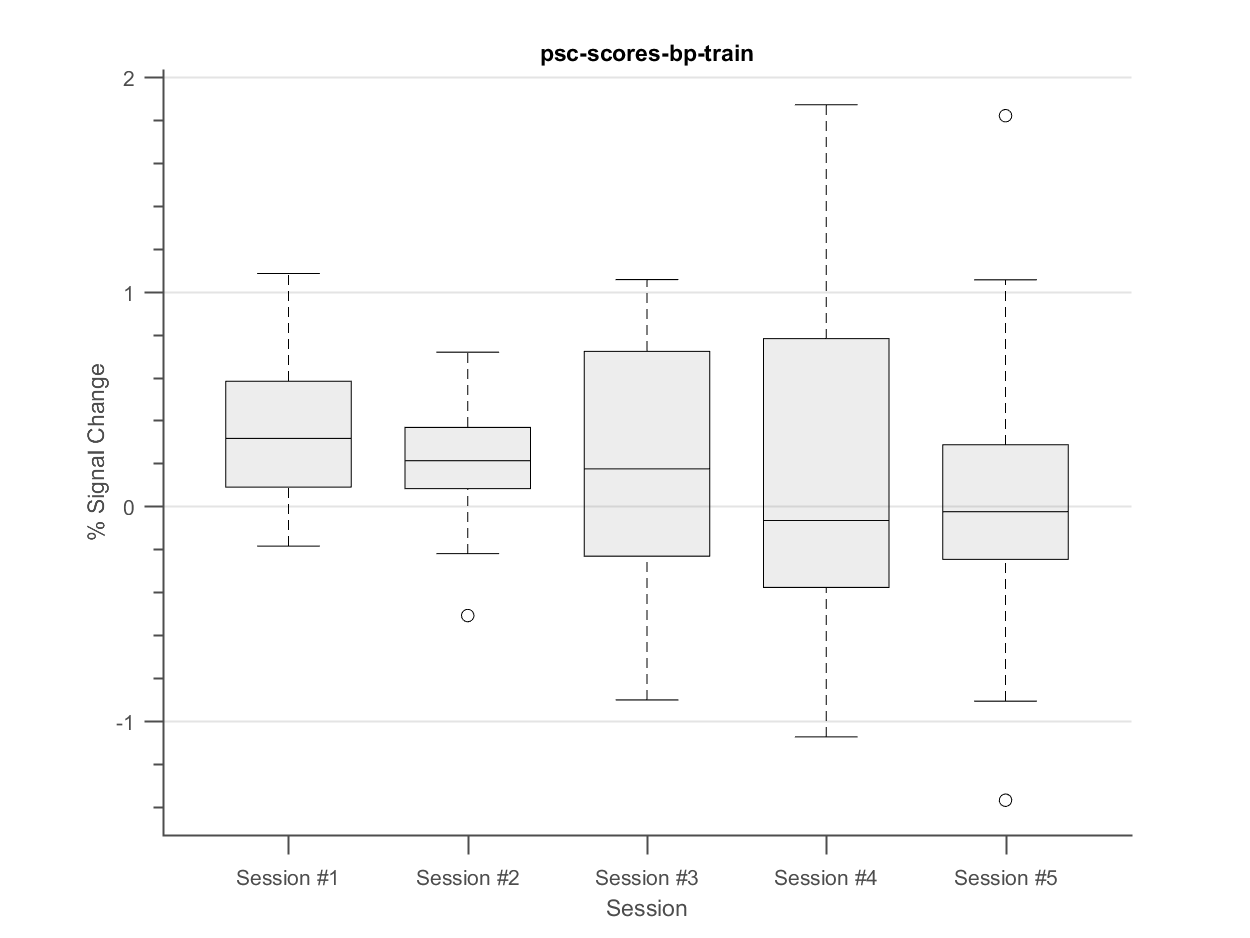 psc-scores-bp-train
2
1
0
-1
% Signal Change
Session #1 Session #2 Session #3 Session #4 Session #5
Session